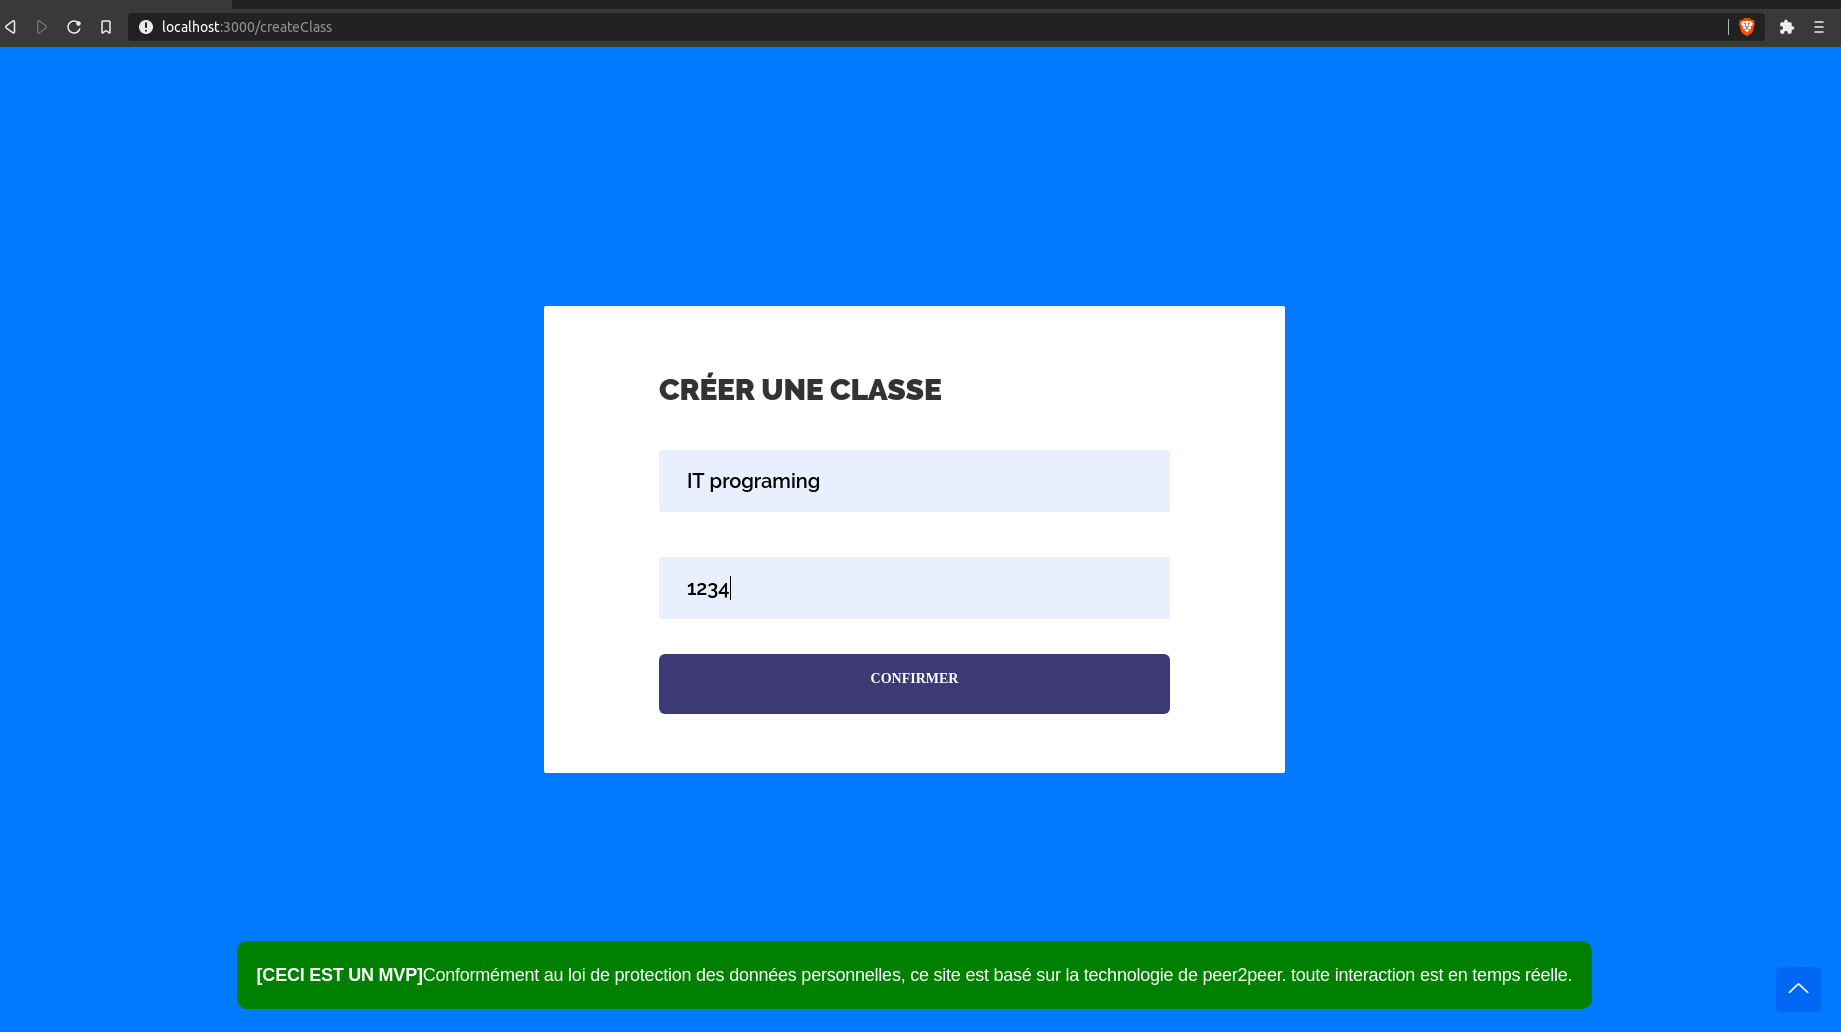 localhost:3000/createClass
CRÉER UNE CLASSE
IT programing
1234
CONFIRMER
[CECI EST UN MVP]Conformément au loi de protection des données personnelles, ce site est basé sur la technologie de peer2peer. toute interaction est en temps réelle.